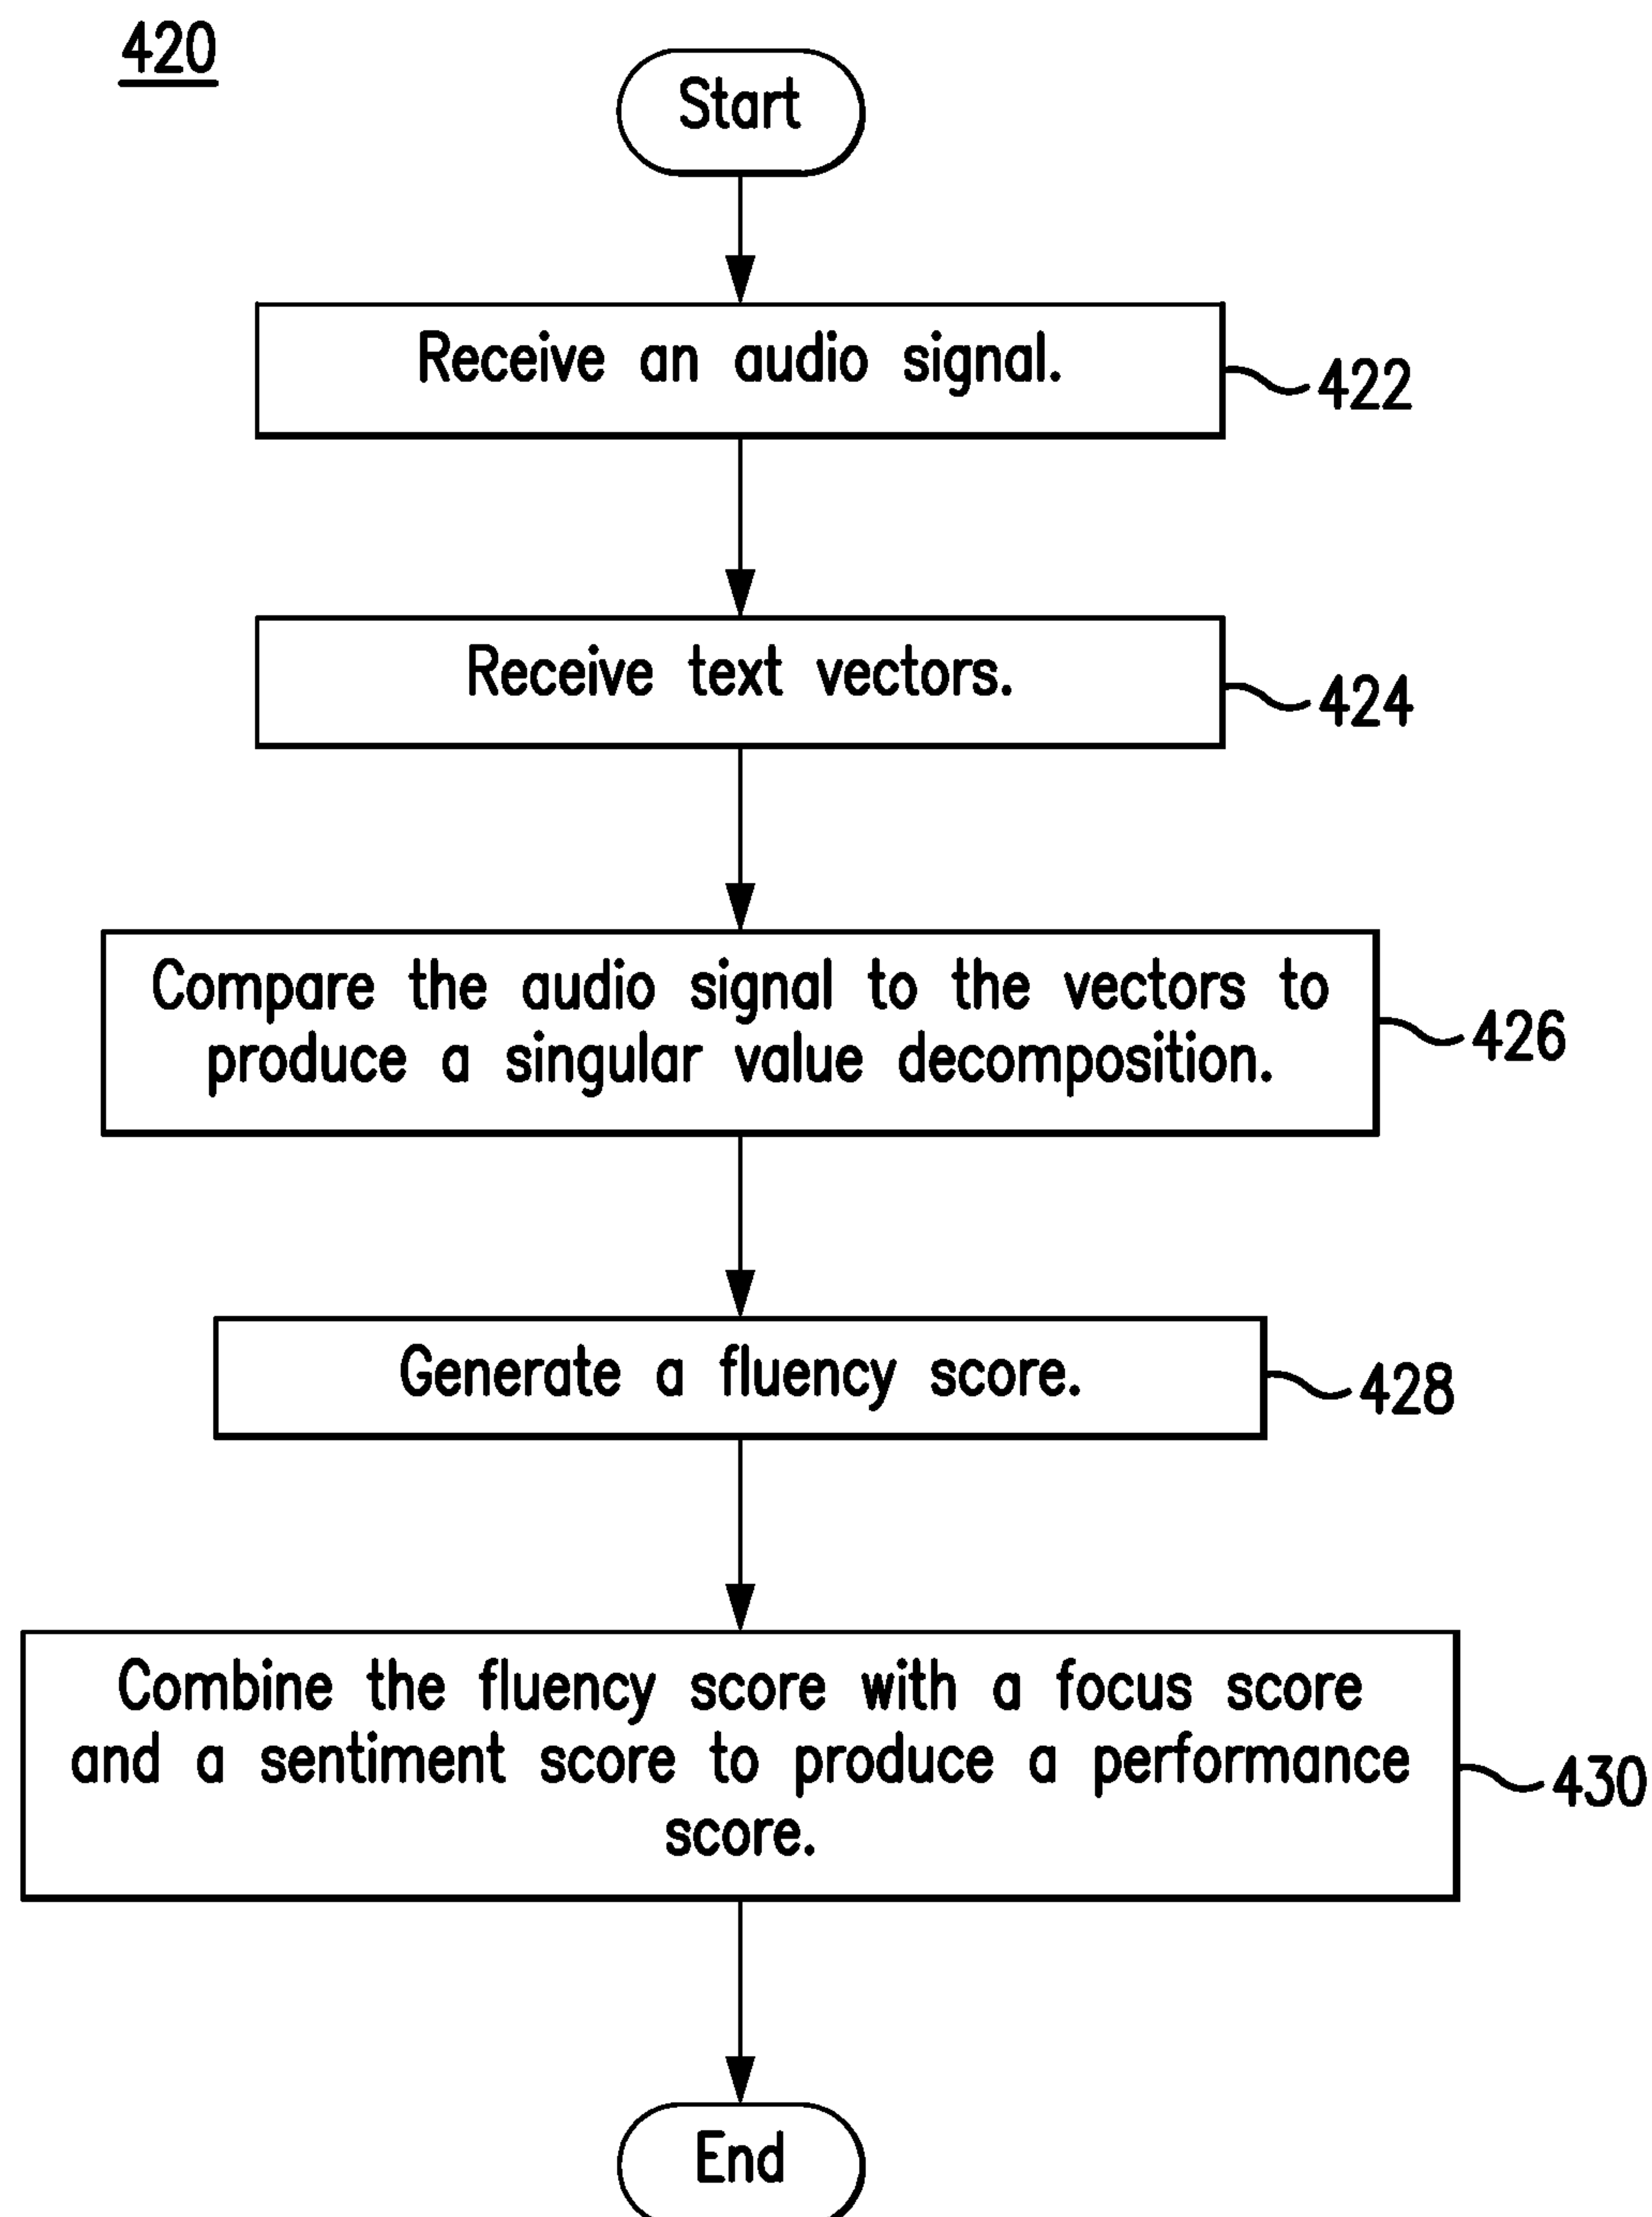 420
Start
Receive an audio signal.
422
Receive text vectors.
424
Compare the audio signal to the vectors to
produce a singular value decomposition.
426
Generate a fluency score.
428
Combine the fluency score with a focus score
and a sentiment score to produce a performance
score.
430
End